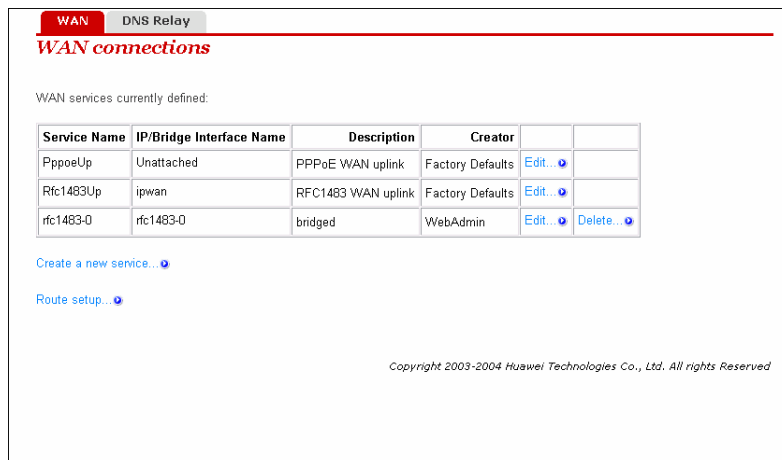 WAN DNS Relay
WAN connections
WAN services currently defined:
Service Name IP/Bridge Interface Name Description Creator
PppoeUp Unattached PPPoE WAN uplink Factory Defaults Edit...
Rfc1483Up ipwan RFC1483 WAN uplink Factory Defaults Edit...
rfc1483-0 rfc1483-0 bridged WebAdmin Edit... Delete...
Create a new service...
Route setup...
Copyright 2003-2004 Huawei Technologies Co., Ltd. All rights Reserved